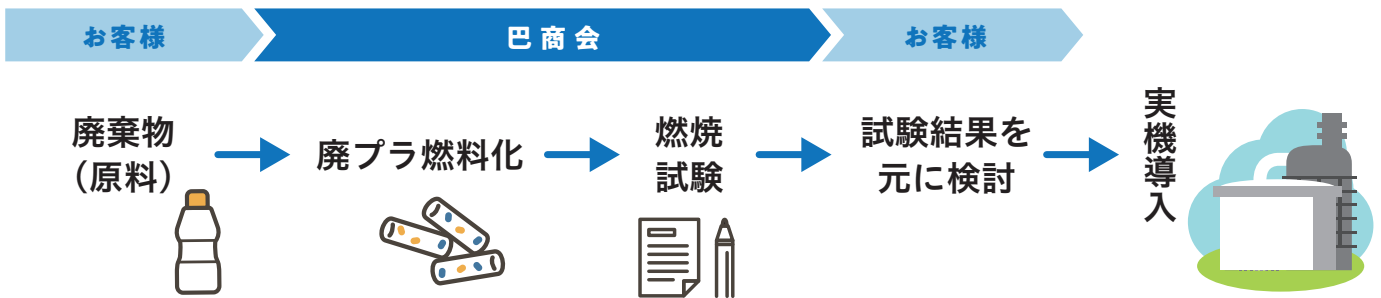 お客様
巴商会
お客様
廃棄物
（原料）
廃プラ燃料化
燃焼
試験
試験結果を
元に検討
実機導入